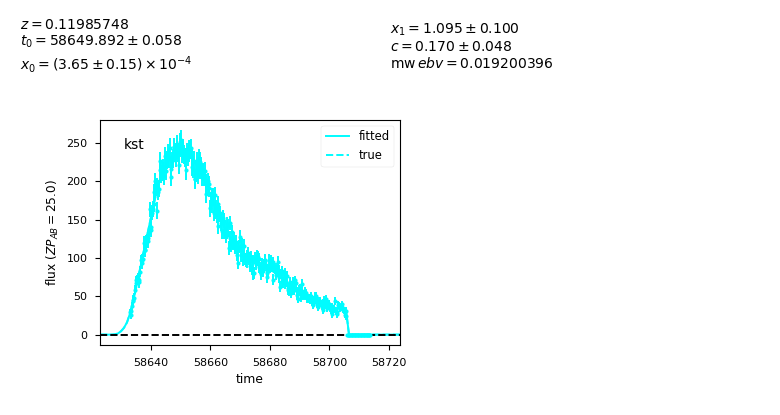 z = 0.11985748
t₀ = 58649.892 ± 0.058
x₀ = (3.65 ± 0.15) × 10⁻⁴
x₁ = 1.095 ± 0.100
c = 0.170 ± 0.048
mw ebv = 0.019200396
kst
fitted
true
250
200
150
100
50
0
flux (ZP_AB = 25.0)
58640 58660 58680 58700 58720
time